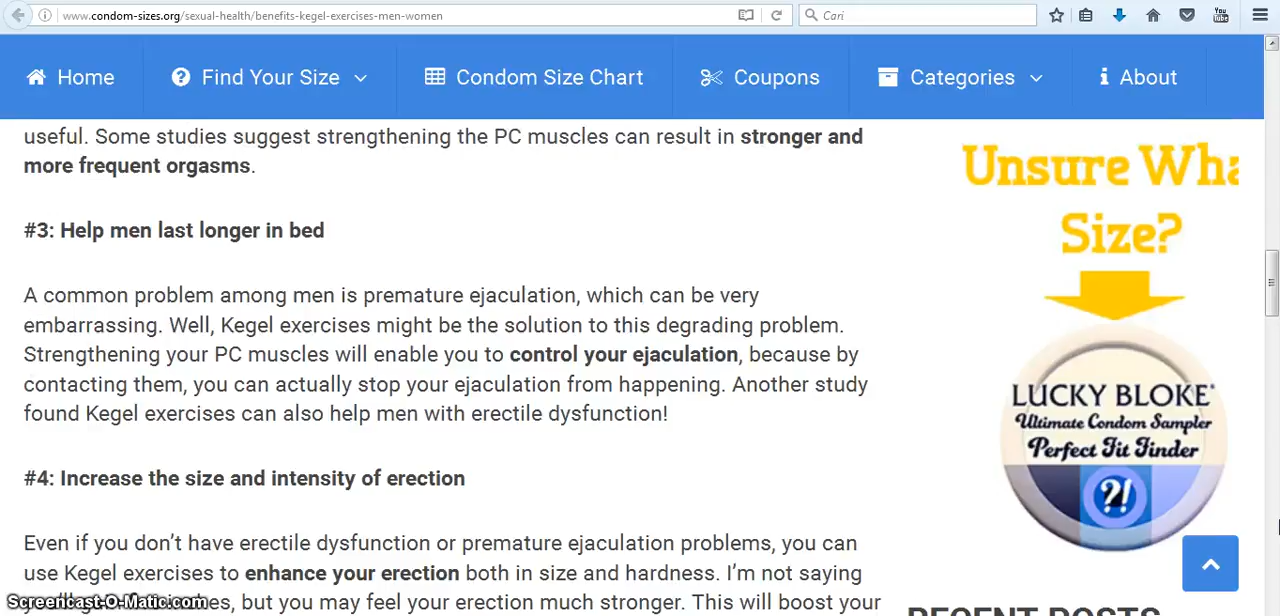 www.condom-sizes.org/sexual-health/benefits-kegel-exercises-men-women
Cari
You
Tube
Home
Find Your Size
Condom Size Chart
Coupons
Categories
About
useful. Some studies suggest strengthening the PC muscles can result in stronger and
more frequent orgasms.
#3: Help men last longer in bed
A common problem among men is premature ejaculation, which can be very
embarrassing. Well, Kegel exercises might be the solution to this degrading problem.
Strengthening your PC muscles will enable you to control your ejaculation, because by
contacting them, you can actually stop your ejaculation from happening. Another study
found Kegel exercises can also help men with erectile dysfunction!
#4: Increase the size and intensity of erection
Even if you don’t have erectile dysfunction or premature ejaculation problems, you can
use Kegel exercises to enhance your erection both in size and hardness. I’m not saying
but you may feel your erection much stronger. This will boost your
Screencast-O-Matic.com
Unsure Wha
Size?
LUCKY BLOKE
Ultimate Condom Sampler
Perfect Fit Finder
?!
RECENT POSTS